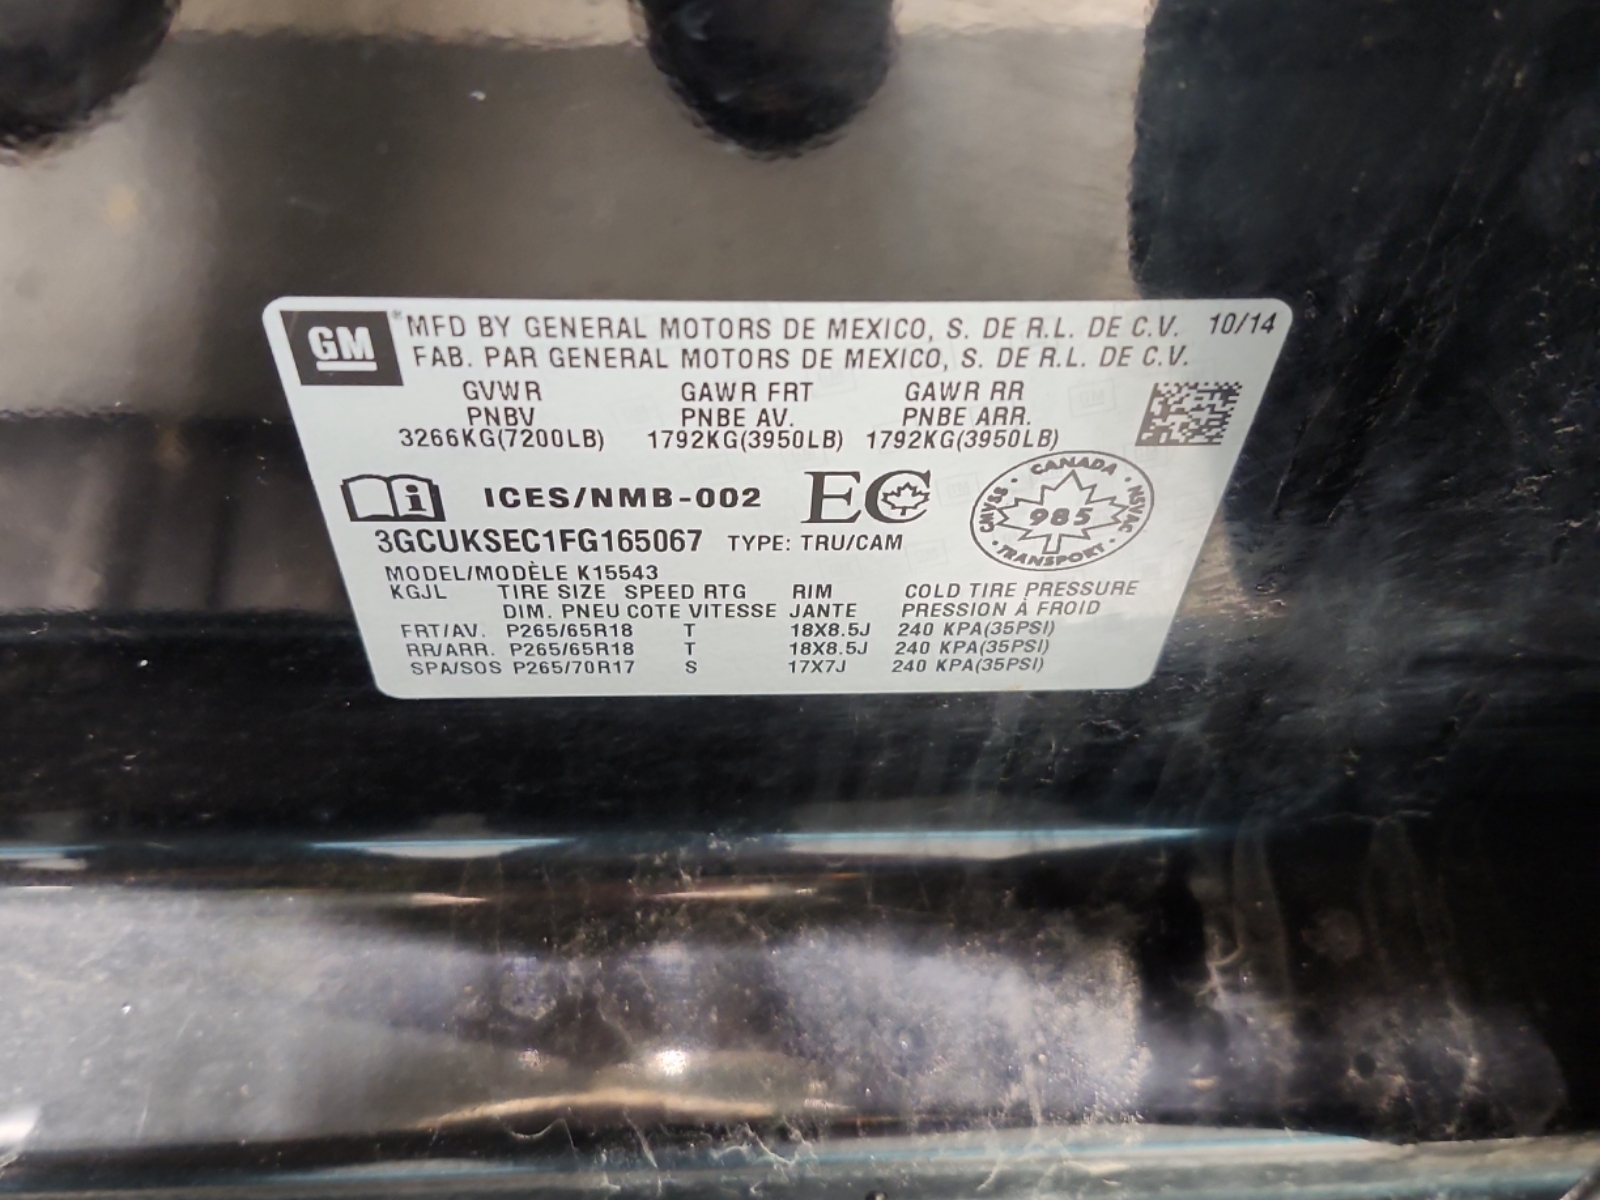 GM ® MFD BY GENERAL MOTORS DE MEXICO, S. DE R.L. DE C.V. 10/14
FAB. PAR GENERAL MOTORS DE MEXICO, S. DE R.L. DE C.V.
GVWR GAWR FRT GAWR RR
PNBV PNBE AV. PNBE ARR.
3266KG(7200LB) 1792KG(3950LB) 1792KG(3950LB)
i ICES/NMB-002 EC
CANADA
CMVSS 985 NSVAC
• TRANSPORT •
3GCUKSEC1FG165067 TYPE: TRU/CAM
MODEL/MODÈLE K15543
KGJL TIRE SIZE SPEED RTG RIM COLD TIRE PRESSURE
DIM. PNEU COTE VITESSE JANTE PRESSION À FROID
FRT/AV. P265/65R18 T 18X8.5J 240 KPA(35PSI)
RR/ARR. P265/65R18 T 18X8.5J 240 KPA(35PSI)
SPA/SOS P265/70R17 S 17X7J 240 KPA(35PSI)